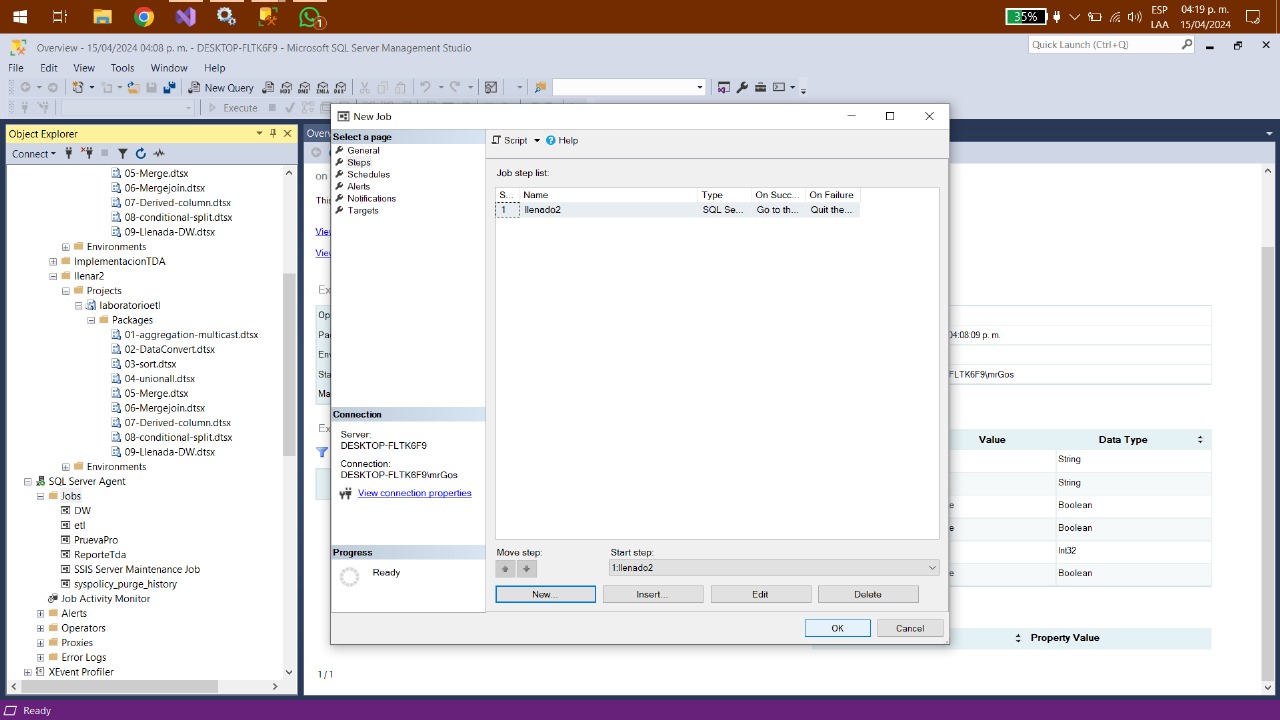 35%
ESP
LAA
04:19 p. m.
15/04/2024
1
Overview - 15/04/2024 04:08 p. m. - DESKTOP-FLTK6F9 - Microsoft SQL Server Management Studio
Quick Launch (Ctrl+Q)
File Edit View Tools Window Help
New Query
MDX DMX XMLA DAX
Execute
Object Explorer
Connect
05-Merge.dtsx
06-Mergejoin.dtsx
07-Derived-column.dtsx
08-conditional-split.dtsx
09-Llenada-DW.dtsx
Environments
ImplementacionTDA
llenar2
Projects
laboratorioetl
Packages
01-aggregation-multicast.dtsx
02-DataConvert.dtsx
03-sort.dtsx
04-unionall.dtsx
05-Merge.dtsx
06-Mergejoin.dtsx
07-Derived-column.dtsx
08-conditional-split.dtsx
09-Llenada-DW.dtsx
Environments
SQL Server Agent
Jobs
DW
etl
PruevaPro
ReporteTda
SSIS Server Maintenance Job
syspolicy_purge_history
Job Activity Monitor
Alerts
Operators
Proxies
Error Logs
XEvent Profiler
Overv
on
This
View
View
Ex
Op
Pa
Env
Sta
Ma
Ex
New Job
Select a page
General
Steps
Schedules
Alerts
Notifications
Targets
Connection
Server:
DESKTOP-FLTK6F9
Connection:
DESKTOP-FLTK6F9\mrGos
View connection properties
Progress
Ready
Script Help
Job step list:
S... Name Type On Succ... On Failure
1 llenado2 SQL Se... Go to th... Quit the...
Move step:
Start step:
1:llenado2
New... Insert... Edit Delete
OK Cancel
04:08:09 p. m.
FLTK6F9\mrGos
Value Data Type
String
String
e Boolean
e Boolean
Int32
e Boolean
Property Value
1 / 1
Ready